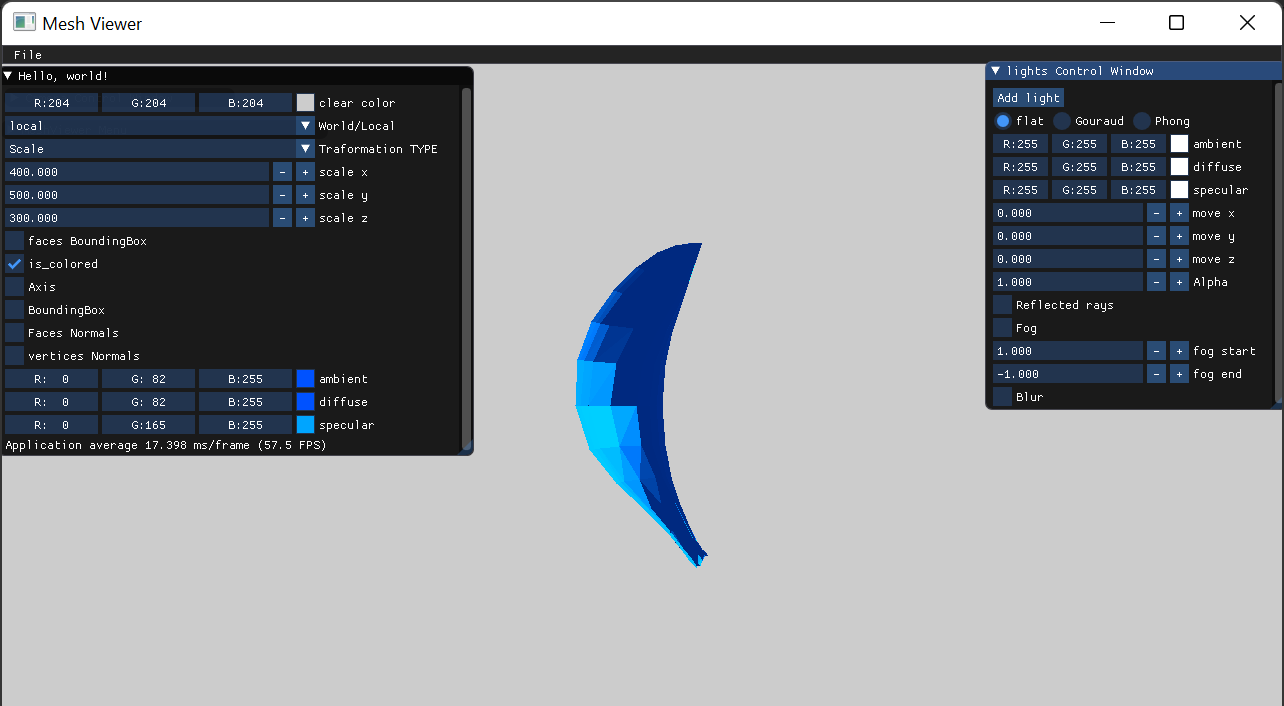 Mesh Viewer
File
Hello, world!
R:204 G:204 B:204 clear color
local World/Local
Scale Traformation TYPE
400.000 - + scale x
500.000 - + scale y
300.000 - + scale z
faces BoundingBox
is_colored
Axis
BoundingBox
Faces Normals
vertices Normals
R: 0 G: 82 B:255 ambient
R: 0 G: 82 B:255 diffuse
R: 0 G:165 B:255 specular
Application average 17.398 ms/frame (57.5 FPS)
lights Control Window
Add light
flat Gouraud Phong
R:255 G:255 B:255 ambient
R:255 G:255 B:255 diffuse
R:255 G:255 B:255 specular
0.000 - + move x
0.000 - + move y
0.000 - + move z
1.000 - + Alpha
Reflected rays
Fog
1.000 - + fog start
-1.000 - + fog end
Blur